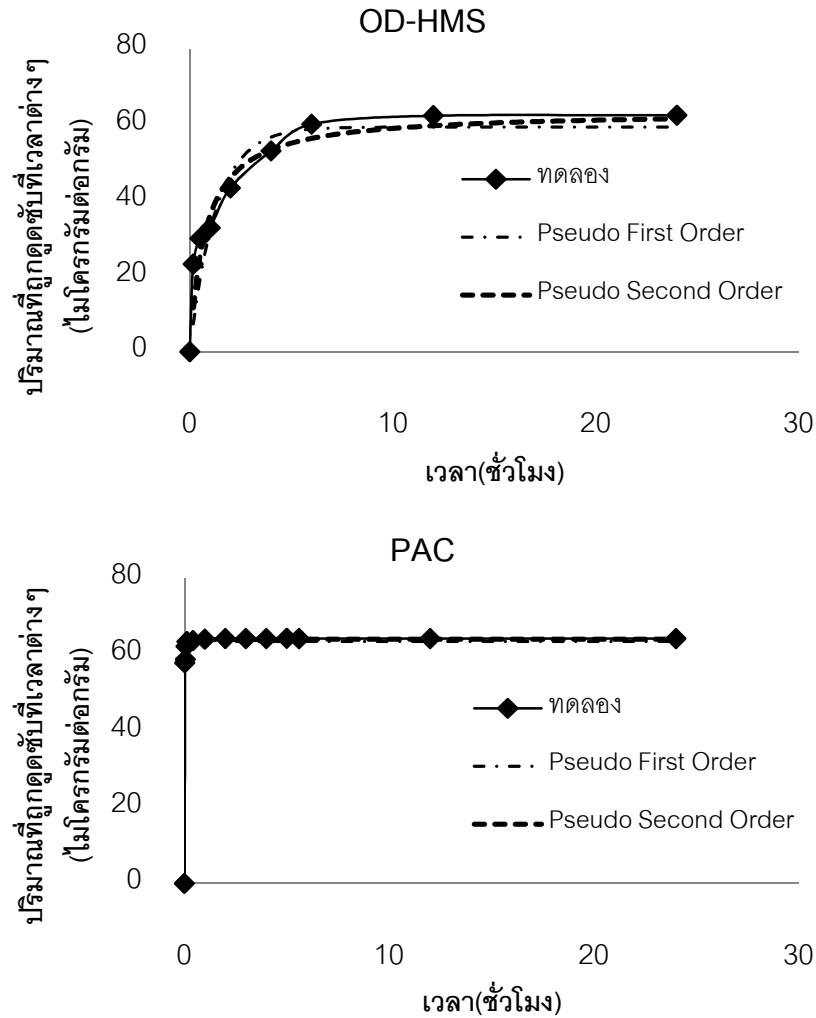 OD-HMS
ปริมาณที่ถูกดูดซับที่เวลาต่างๆ
(ไมโครกรัมต่อกรัม)
80
60
40
20
0
ทดลอง
Pseudo First Order
Pseudo Second Order
0 10 20 30
เวลา(ชั่วโมง)
PAC
ปริมาณที่ถูกดูดซับที่เวลาต่างๆ
(ไมโครกรัมต่อกรัม)
80
60
40
20
0
ทดลอง
Pseudo First Order
Pseudo Second Order
0 10 20 30
เวลา(ชั่วโมง)